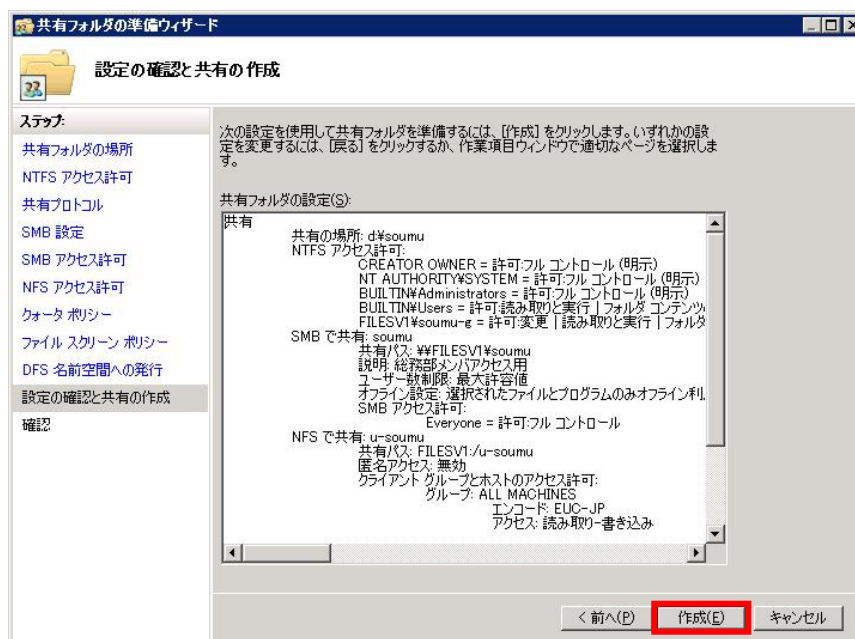 共有フォルダの準備ウィザード
設定の確認と共有の作成
ステップ:
共有フォルダの場所
NTFS アクセス許可
共有プロトコル
SMB 設定
SMB アクセス許可
NFS アクセス許可
クォータ ポリシー
ファイル スクリーン ポリシー
DFS 名前空間への発行
設定の確認と共有の作成
確認
次の設定を使用して共有フォルダを準備するには、[作成] をクリックします。いずれかの設
定を変更するには、[戻る] をクリックするか、作業項目ウィンドウで適切なページを選択しま
す。
共有フォルダの設定(S):
共有
共有の場所: d¥soumu
NTFS アクセス許可:
CREATOR OWNER = 許可:フル コントロール (明示)
NT AUTHORITY¥SYSTEM = 許可:フル コントロール (明示)
BUILTIN¥Administrators = 許可:フル コントロール (明示)
BUILTIN¥Users = 許可:読み取りと実行 | フォルダ コンテンツ
FILESV1¥soumu-g = 許可:変更 | 読み取りと実行 | フォルダ
SMB で共有: soumu
共有パス: ¥¥FILESV1¥soumu
説明: 総務部メンバアクセス用
ユーザー数制限: 最大許容値
オフライン設定: 選択されたファイルとプログラムのみオフライン利
SMB アクセス許可:
Everyone = 許可:フル コントロール
NFS で共有: u-soumu
共有パス: FILESV1:/u-soumu
匿名アクセス: 無効
クライアント グループとホストのアクセス許可:
グループ: ALL MACHINES
エンコード: EUC-JP
アクセス: 読み取り-書き込み
< 前へ(P)
作成(E)
キャンセル